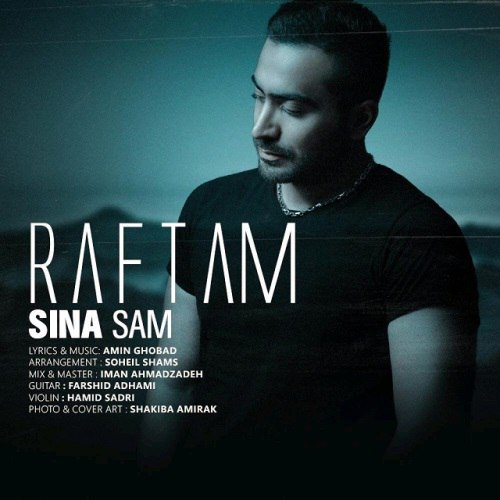 RAFTAM
SINA SAM
LYRICS & MUSIC: AMIN GHOBAD
ARRANGEMENT : SOHEIL SHAMS
MIX & MASTER : IMAN AHMADZADEH
GUITAR : FARSHID ADHAMI
VIOLIN : HAMID SADRI
PHOTO & COVER ART : SHAKIBA AMIRAK